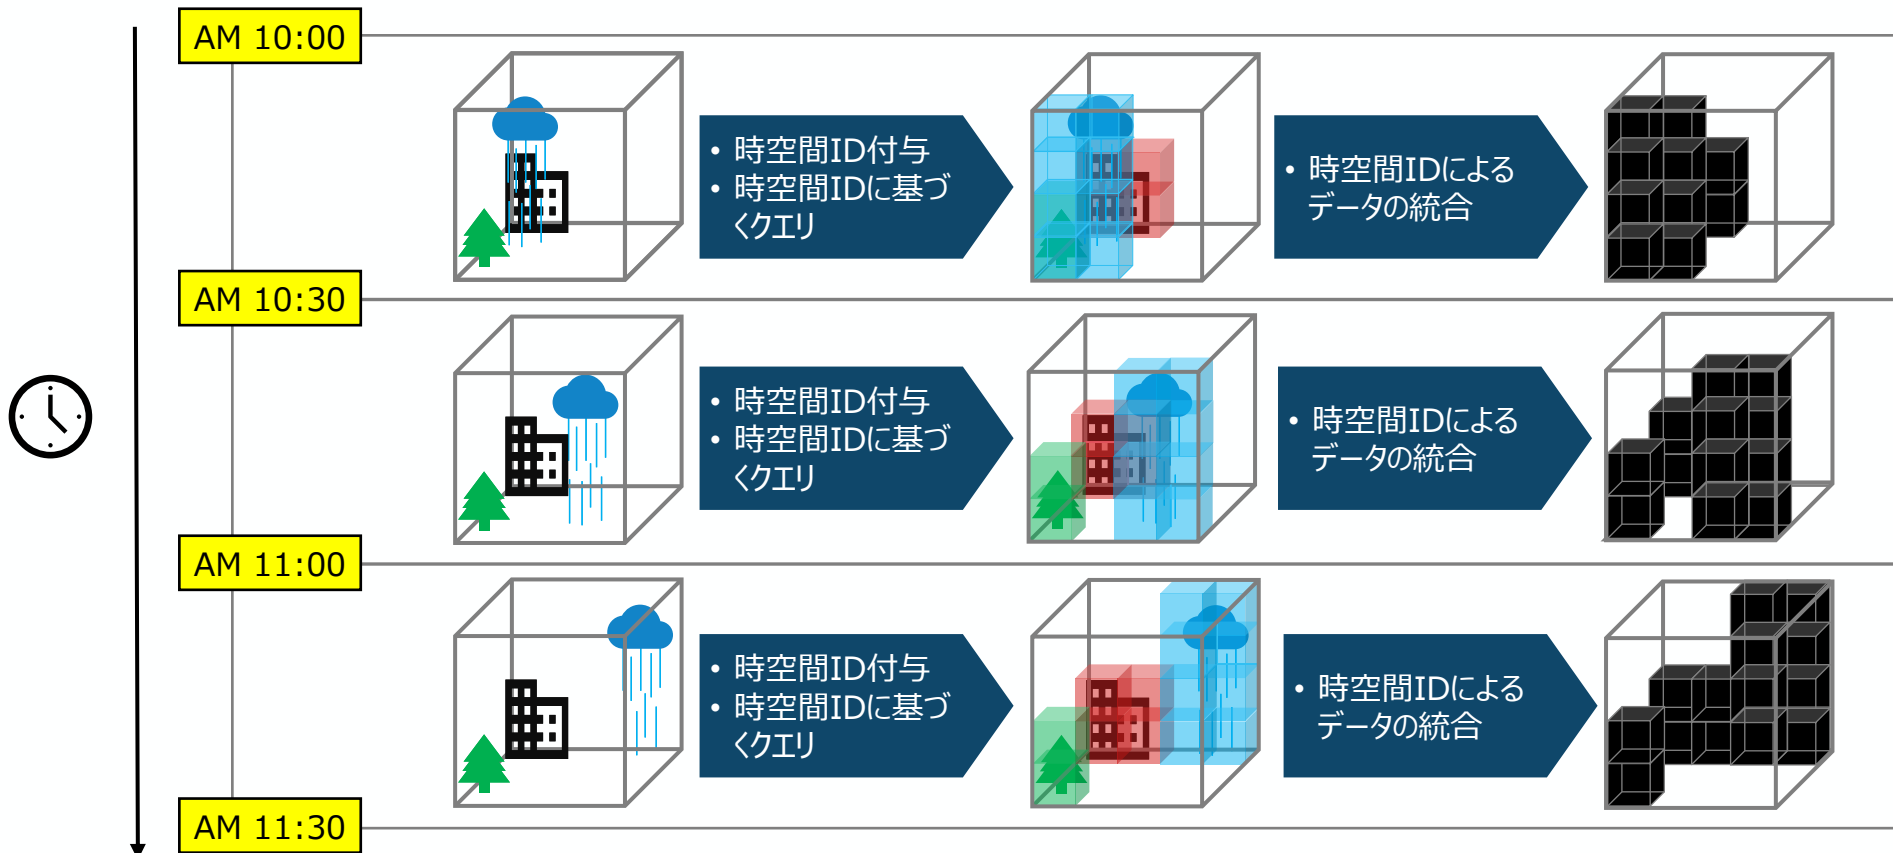 AM 10:00
• 時空間ID付与
• 時空間IDに基づ
くクエリ
• 時空間IDによる
データの統合
AM 10:30
• 時空間ID付与
• 時空間IDに基づ
くクエリ
• 時空間IDによる
データの統合
AM 11:00
• 時空間ID付与
• 時空間IDに基づ
くクエリ
• 時空間IDによる
データの統合
AM 11:30